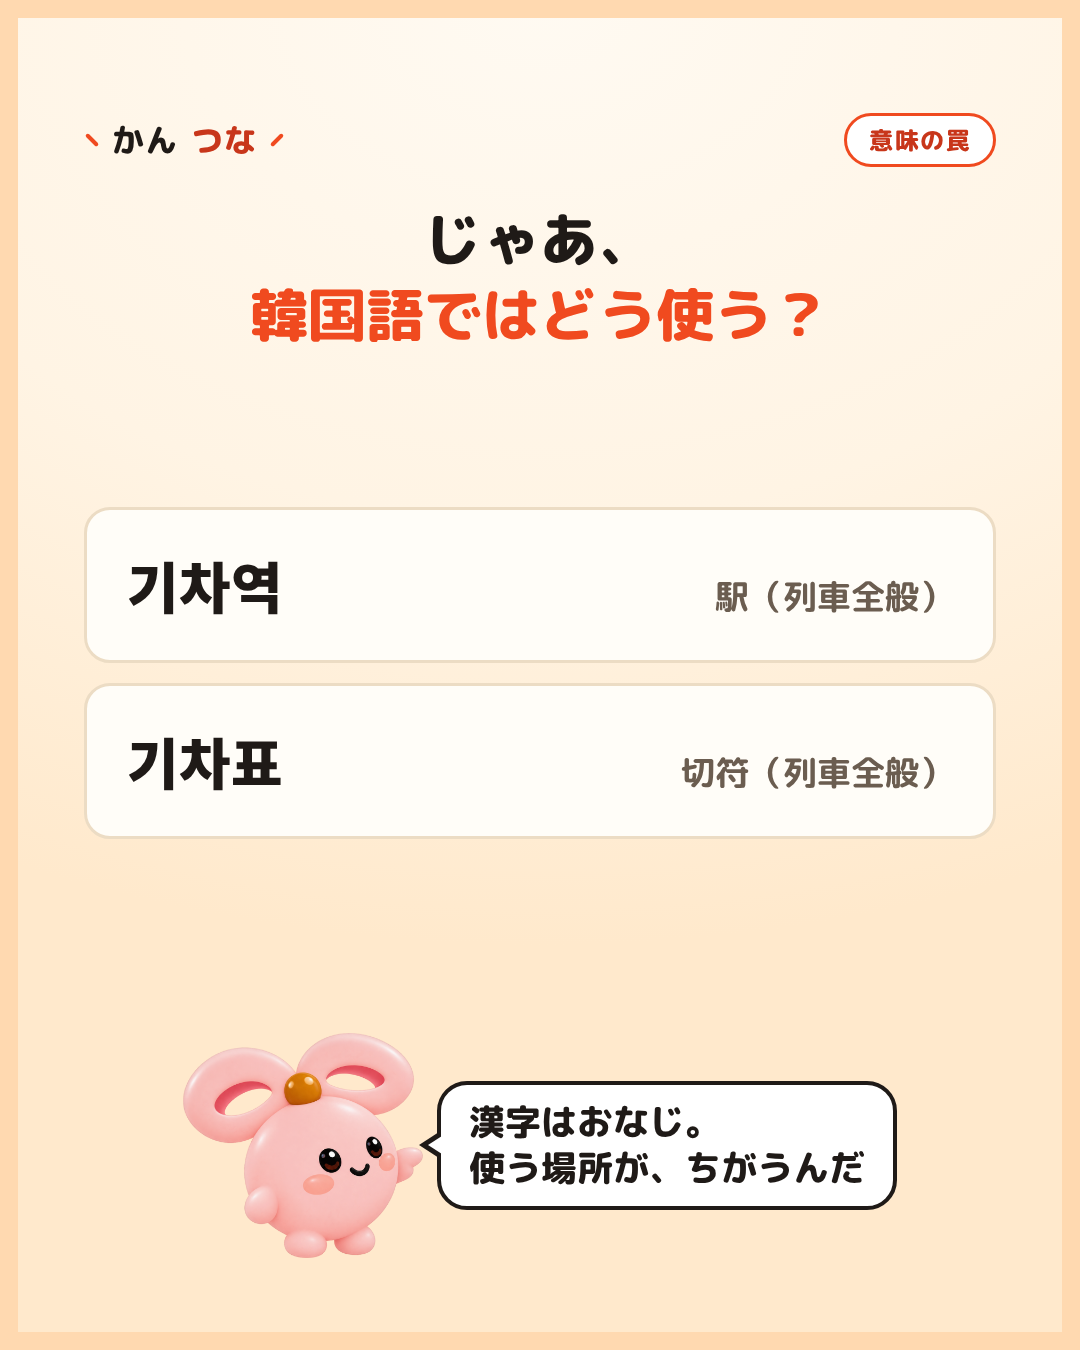 かんつな
意味の罠
じゃあ、
韓国語ではどう使う？
기차역
駅（列車全般）
기차표
切符（列車全般）
漢字はおなじ。
使う場所が、ちがうんだ